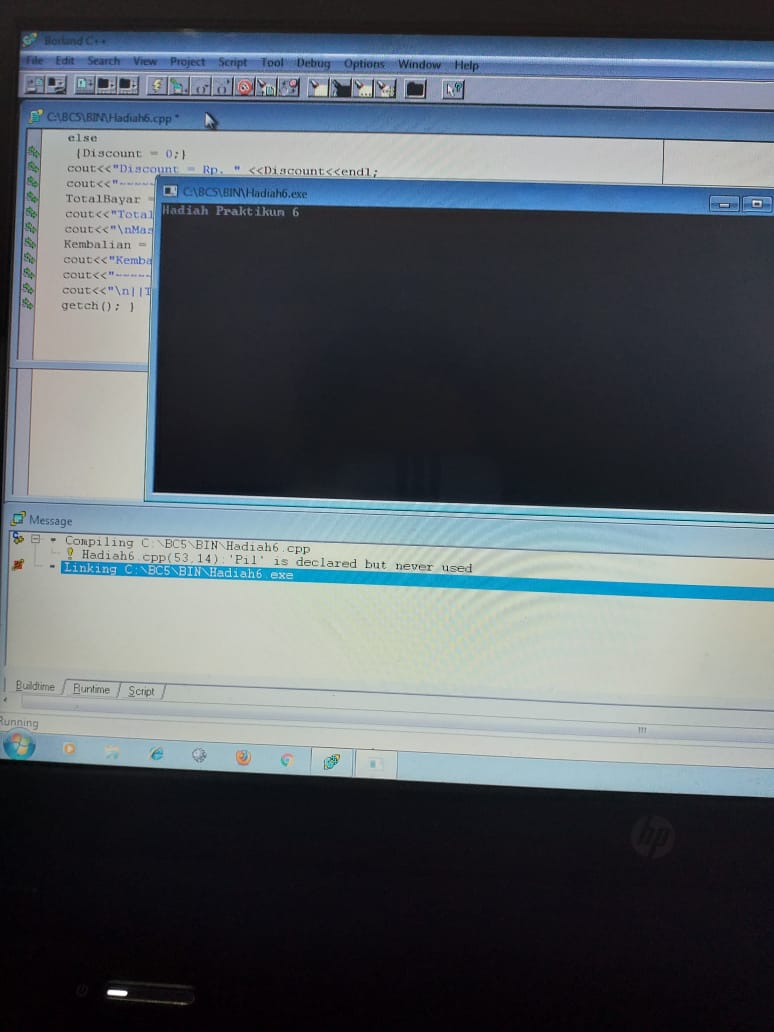 Borland C++
File Edit Search View Project Script Tool Debug Options Window Help
C:\BC5\BIN\Hadiah6.cpp *
else
{Discount = 0;}
cout<<"Discount = Rp. " <<Discount<<endl;
cout<<"-----
TotalBayar =
cout<<"Total
cout<<"\nMas
Kembalian =
cout<<"Kemba
cout<<"-----
cout<<"\n||T
getch(); }
C:\BC5\BIN\Hadiah6.exe
Hadiah Praktikum 6
Message
Compiling C:\BC5\BIN\Hadiah6.cpp
Hadiah6.cpp(53,14):'Pil' is declared but never used
Linking C:\BC5\BIN\Hadiah6.exe
Buildtime Runtime Script
Running
hp